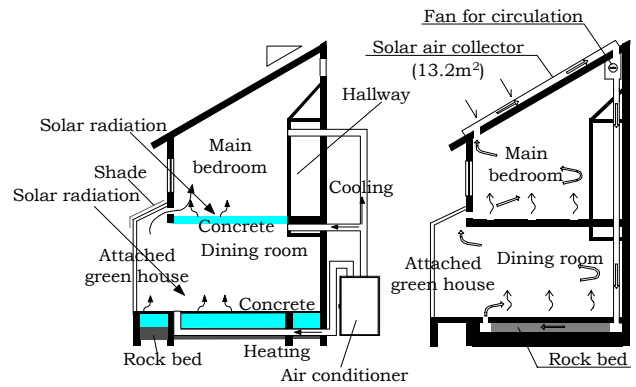 Fan for circulation
Solar air collector
(13.2m²)
Hallway
Solar radiation
Main
bedroom
Shade
Solar radiation
Cooling
Concrete
Dining room
Attached
green house
Concrete
Rock bed
Heating
Air conditioner
Main
bedroom
Attached
green house
Dining room
Rock bed